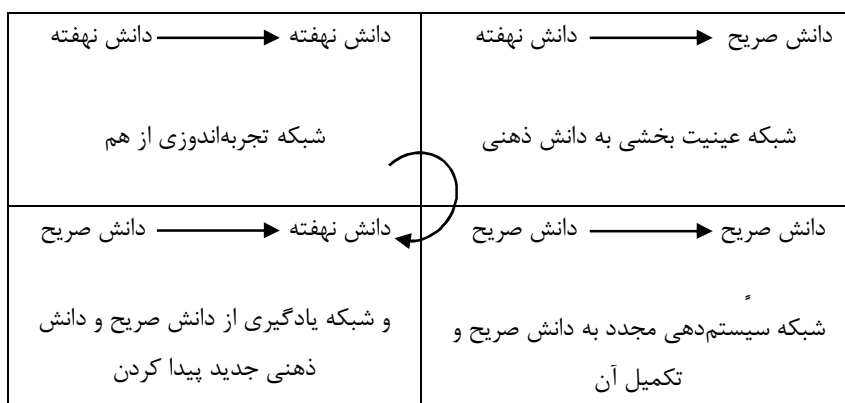 دانش صریح دانش نهفته
شبکه عینیت بخشی به دانش ذهنی
دانش نهفته دانش نهفته
شبکه تجربه‌اندوزی از هم
دانش صریح دانش صریح
شبکه سیستم‌دهی مجدد به دانش صریح و
تکمیل آن
دانش نهفته دانش صریح
و شبکه یادگیری از دانش صریح و دانش
ذهنی جدید پیدا کردن